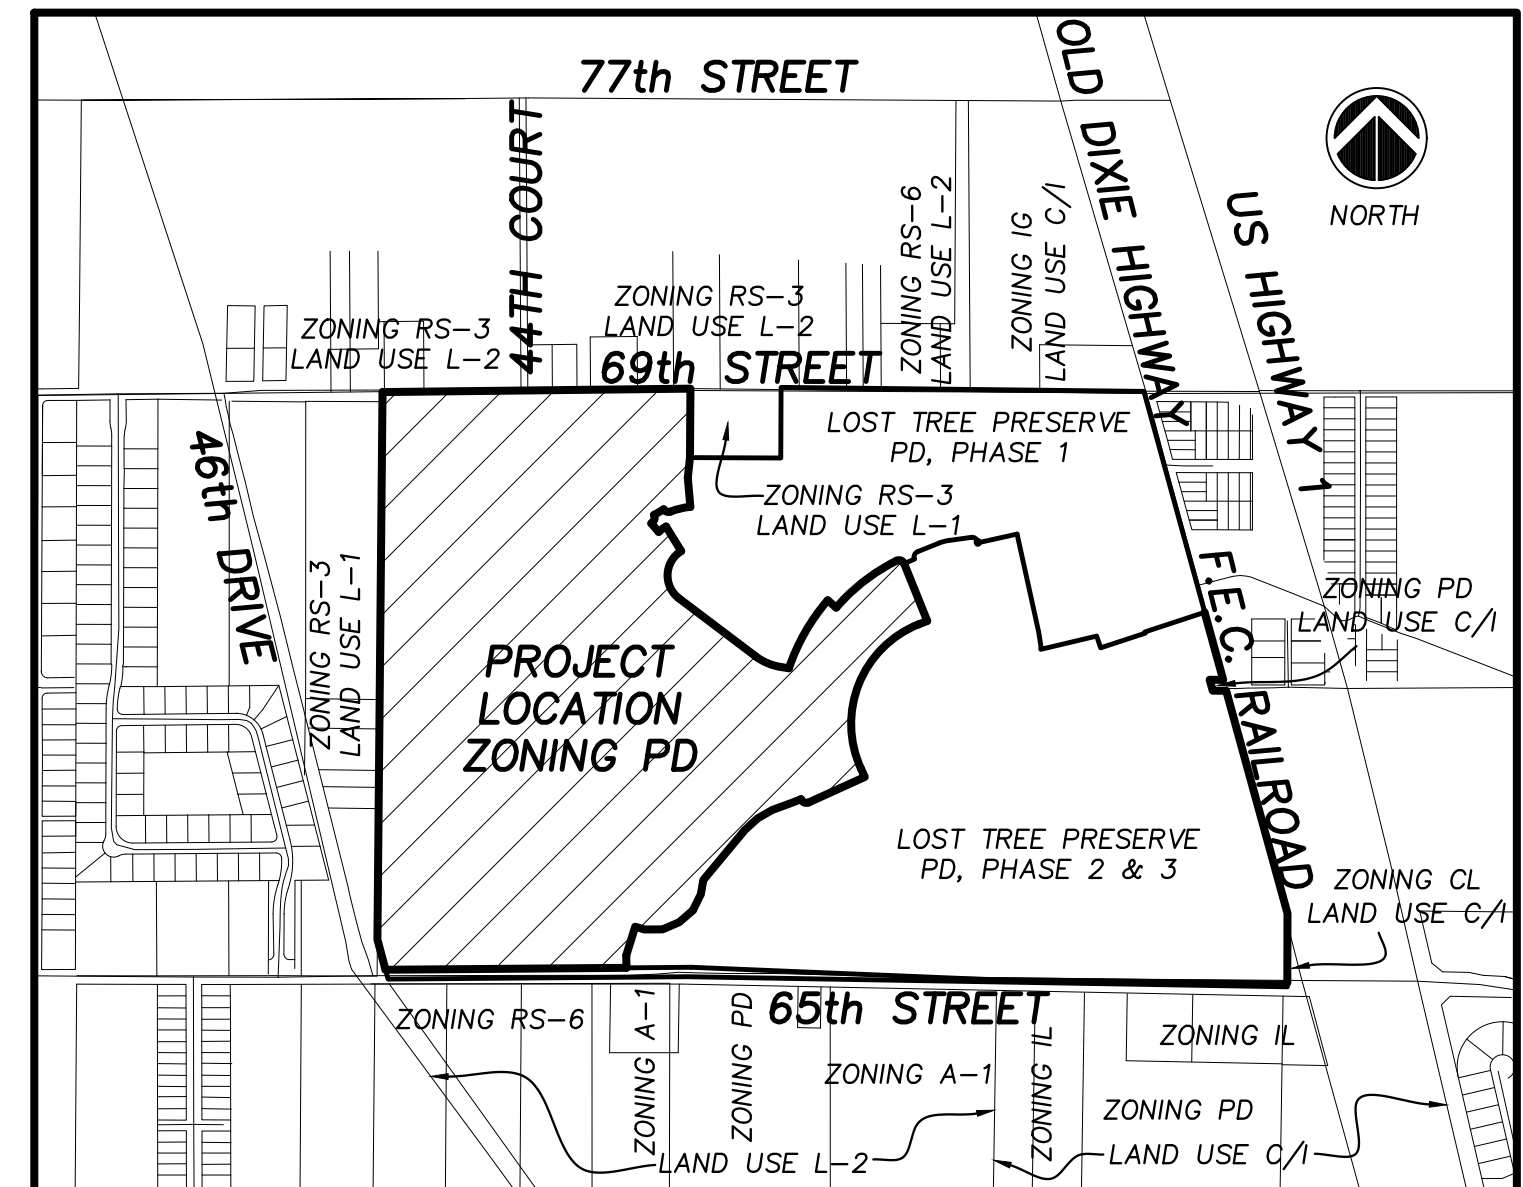 77th STREET
OLD DIXIE HIGHWAY
US HIGHWAY 1
NORTH
44TH COURT
ZONING RS-6
LAND USE L-2
ZONING IG
LAND USE C/I
ZONING RS-3
LAND USE L-2
ZONING RS-3
LAND USE L-2
69th STREET
46th DRIVE
LOST TREE PRESERVE
PD, PHASE 1
ZONING RS-3
LAND USE L-1
ZONING RS-3
LAND USE L-1
F.E.C. RAILROAD
ZONING PD
LAND USE C/I
PROJECT
LOCATION
ZONING PD
LOST TREE PRESERVE
PD, PHASE 2 & 3
ZONING CL
LAND USE C/I
65th STREET
ZONING RS-6
ZONING A-1
ZONING PD
ZONING A-1
ZONING IL
ZONING IL
ZONING PD
LAND USE L-2
LAND USE C/I